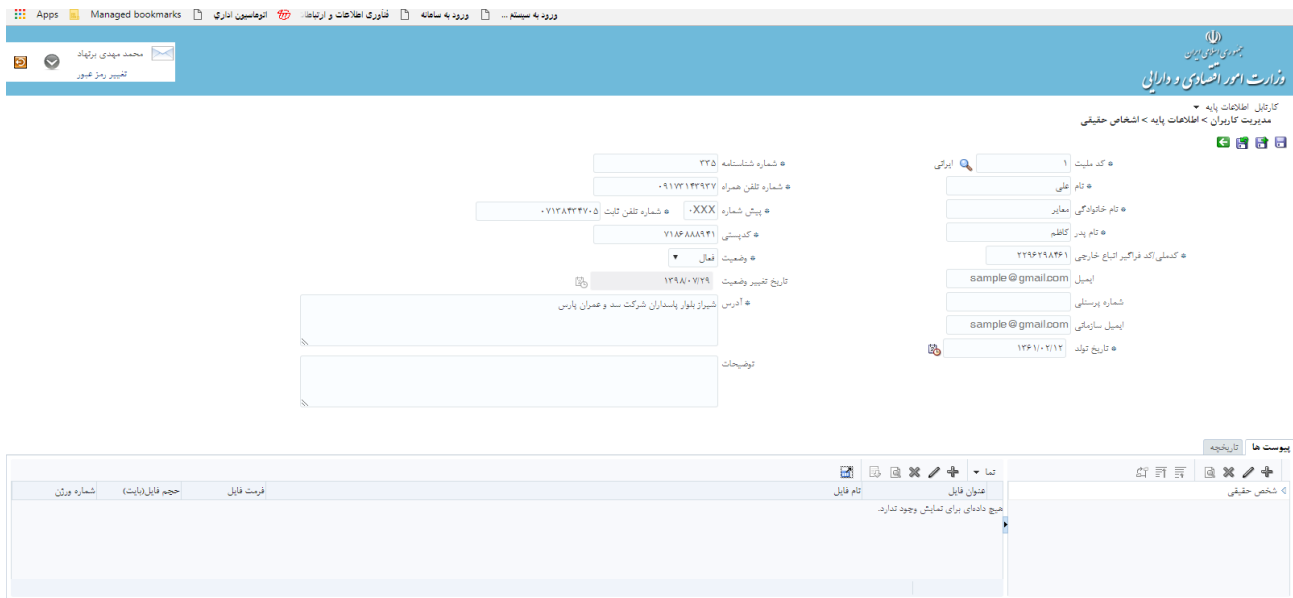 Apps Managed bookmarks اتوماسیون اداری فنآوری اطلاعات و ارتباطات ورود به سامانه ورود به سیستم ...
جمهوری اسلامی ایران
وزارت امور اقتصادی و دارایی
محمد مهدی برتهاد
تغییر رمز عبور
کارتابل اطلاعات پایه
مدیریت کاربران > اطلاعات پایه > اشخاص حقیقی
* کد ملیت ۱ ایرانی
* شماره شناسنامه ۳۳۵
* نام علی
* شماره تلفن همراه ۰۹۱۷۳۱۴۳۹۳۷
* نام خانوادگی معایر
* پیش شماره ۰XXX * شماره تلفن ثابت ۰۷۱۳۸۴۳۴۷۰۵
* نام پدر کاظم
* کدپستی ۷۱۸۶۸۸۸۹۴۱
* کدملی/کد فراگیر اتباع خارجی ۲۲۹۶۲۹۸۴۶۱
* وضعیت فعال
ایمیل sample@gmail.com
تاریخ تغییر وضعیت ۱۳۹۸/۰۷/۲۹
شماره پرسنلی
* آدرس شیراز بلوار پاسداران شرکت سد و عمران پارس
ایمیل سازمانی sample@gmail.com
* تاریخ تولد ۱۳۶۱/۰۲/۱۲
توضیحات
پیوست ها تاریخچه
نما
شخص حقیقی
عنوان فایل نام فایل فرمت فایل حجم فایل(بایت) شماره ورژن
هیچ داده‌ای برای نمایش وجود ندارد.